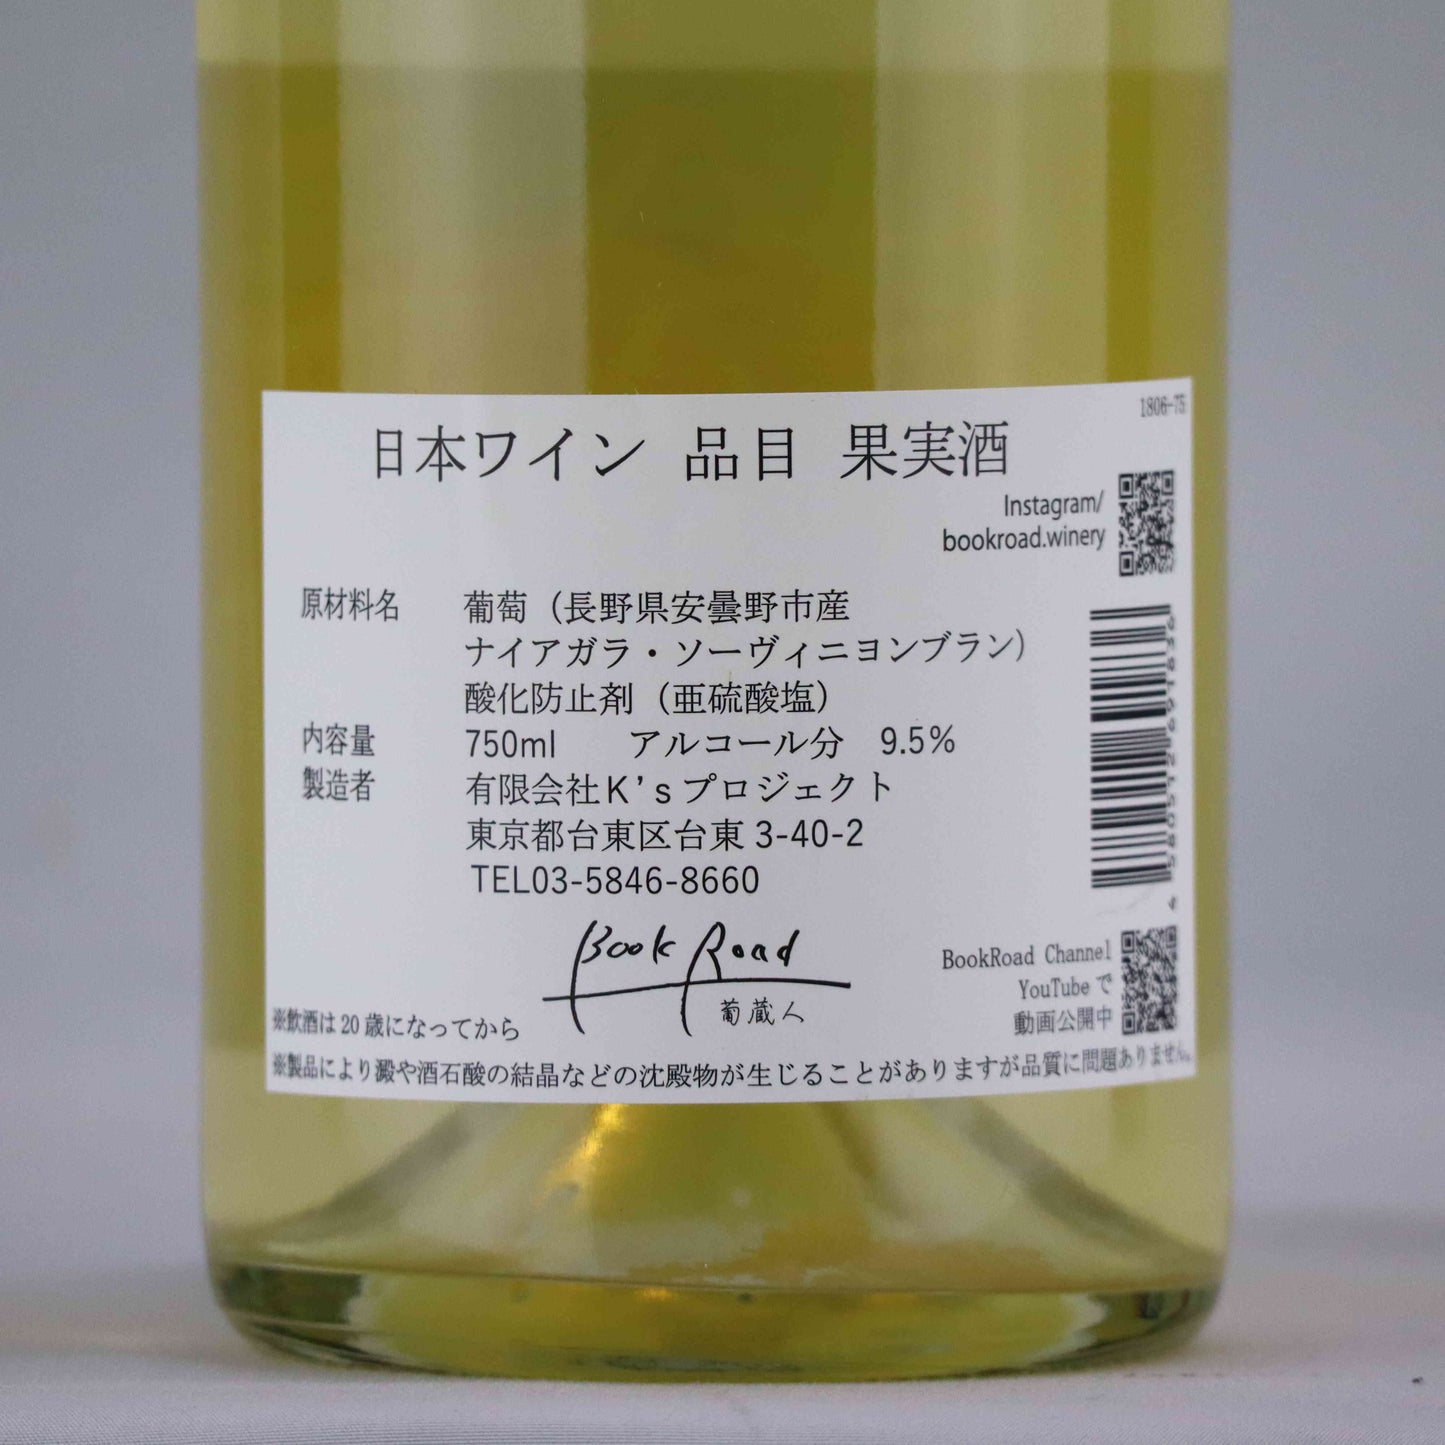 1806-75
日本ワイン 品目 果実酒
Instagram/
bookroad.winery
原材料名 葡萄（長野県安曇野市産
ナイアガラ・ソーヴィニヨンブラン）
酸化防止剤（亜硫酸塩）
内容量 750ml アルコール分 9.5%
製造者 有限会社K'sプロジェクト
東京都台東区台東3-40-2
TEL03-5846-8660
Book Road
葡蔵人
BookRoad Channel
YouTubeで
動画公開中
※飲酒は20歳になってから
※製品により澱や酒石酸の結晶などの沈殿物が生じることがありますが品質に問題ありません。